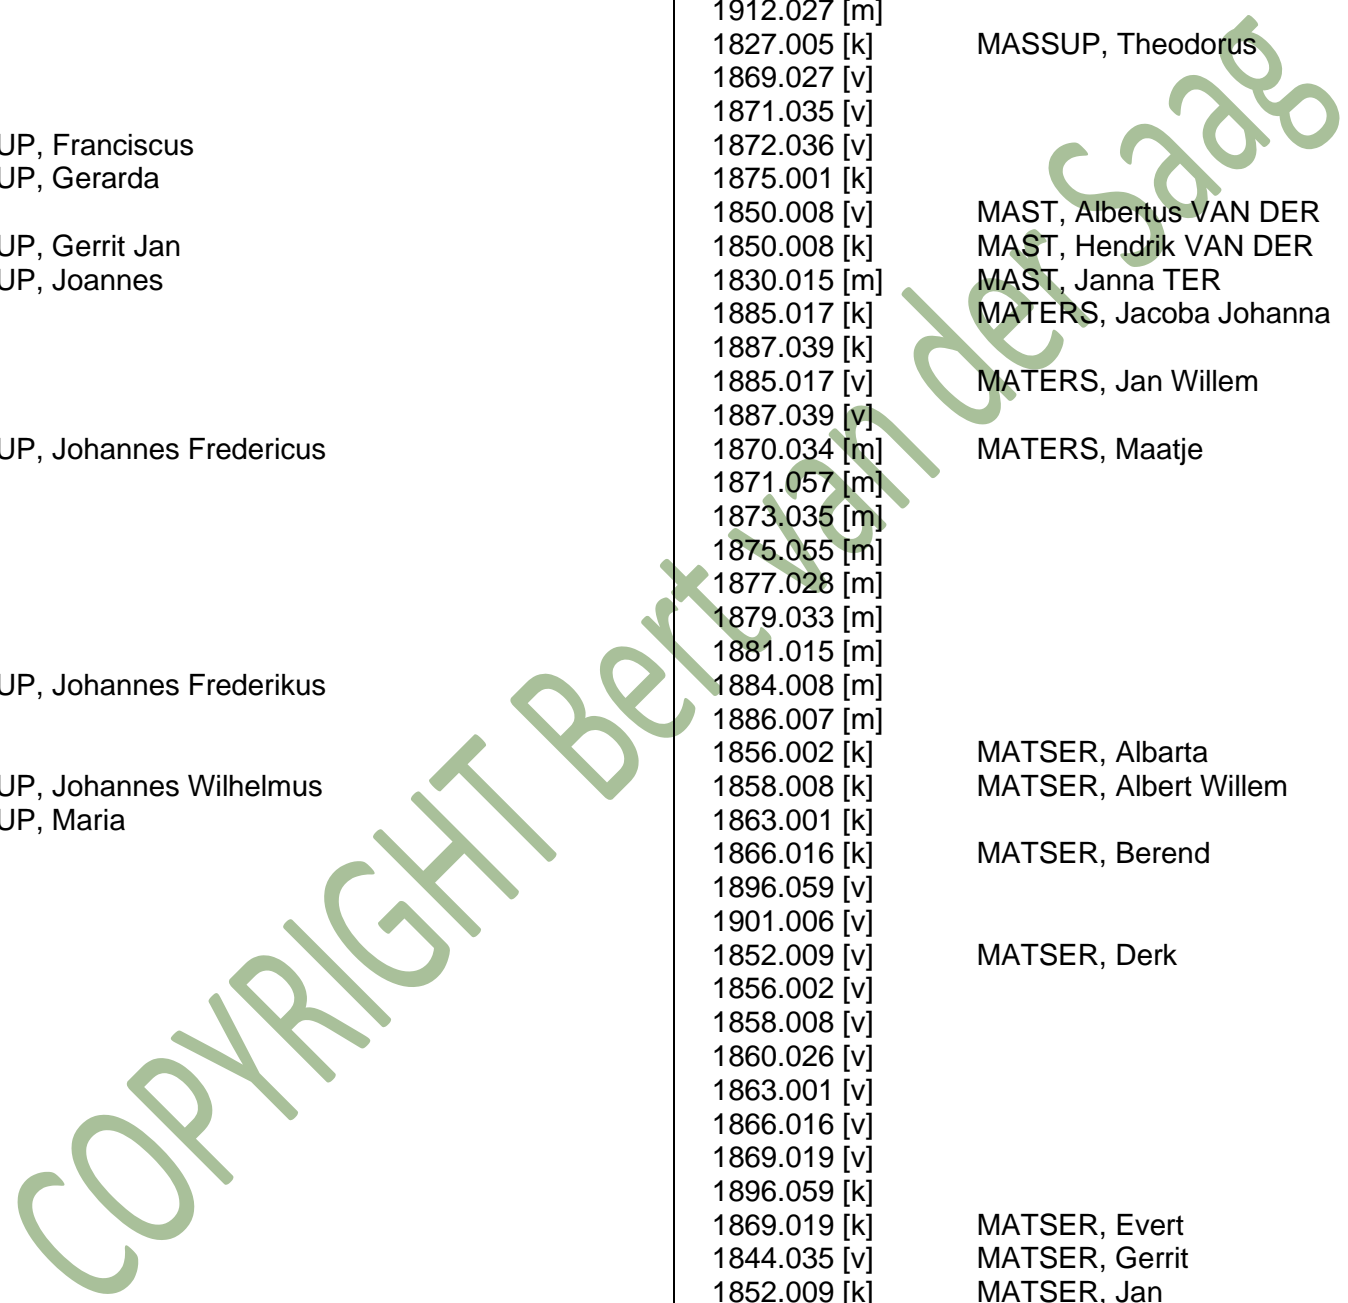 UP, Franciscus
UP, Gerarda
UP, Gerrit Jan
UP, Joannes
UP, Johannes Fredericus
UP, Johannes Frederikus
UP, Johannes Wilhelmus
UP, Maria
1912.027 [m]
1827.005 [k] MASSUP, Theodorus
1869.027 [v]
1871.035 [v]
1872.036 [v]
1875.001 [k]
1850.008 [v] MAST, Albertus VAN DER
1850.008 [k] MAST, Hendrik VAN DER
1830.015 [m] MAST, Janna TER
1885.017 [k] MATERS, Jacoba Johanna
1887.039 [k]
1885.017 [v] MATERS, Jan Willem
1887.039 [v]
1870.034 [m] MATERS, Maatje
1871.057 [m]
1873.035 [m]
1875.055 [m]
1877.028 [m]
1879.033 [m]
1881.015 [m]
1884.008 [m]
1886.007 [m]
1856.002 [k] MATSER, Albarta
1858.008 [k] MATSER, Albert Willem
1863.001 [k]
1866.016 [k] MATSER, Berend
1896.059 [v]
1901.006 [v]
1852.009 [v] MATSER, Derk
1856.002 [v]
1858.008 [v]
1860.026 [v]
1863.001 [v]
1866.016 [v]
1869.019 [v]
1896.059 [k]
1869.019 [k] MATSER, Evert
1844.035 [v] MATSER, Gerrit
1852.009 [k] MATSER, Jan
COPYRIGHT Bert van der Saag